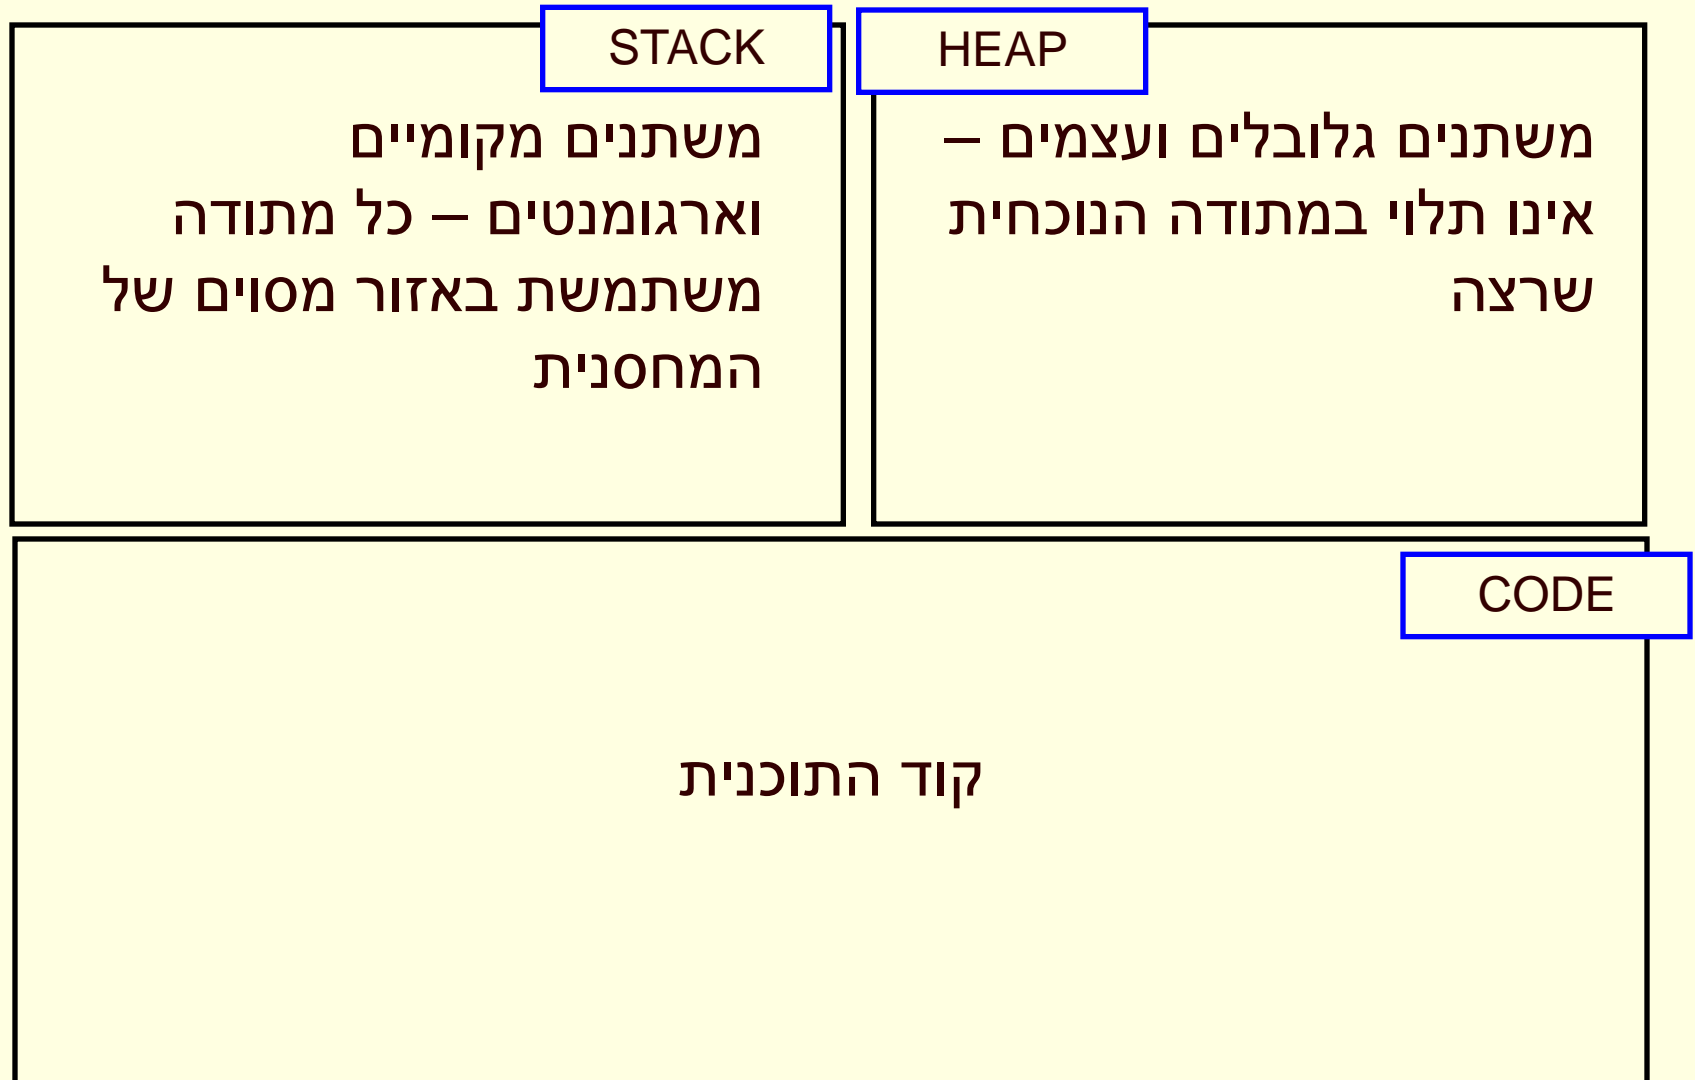 STACK
משתנים מקומיים
וארגומנטים – כל מתודה
משתמשת באזור מסוים של
המחסנית
HEAP
משתנים גלובלים ועצמים –
אינו תלוי במתודה הנוכחית
שרצה
CODE
קוד התוכנית